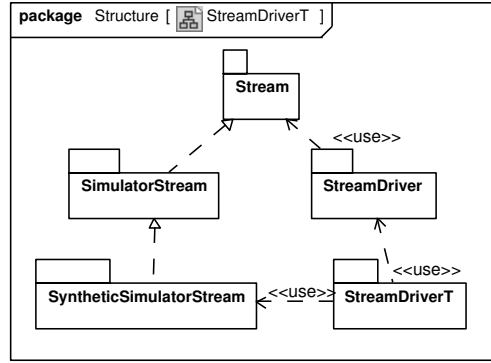 package Structure [ StreamDriverT ]
Stream
<<use>>
SimulatorStream
StreamDriver
<<use>>
<<use>>
SyntheticSimulatorStream
StreamDriverT